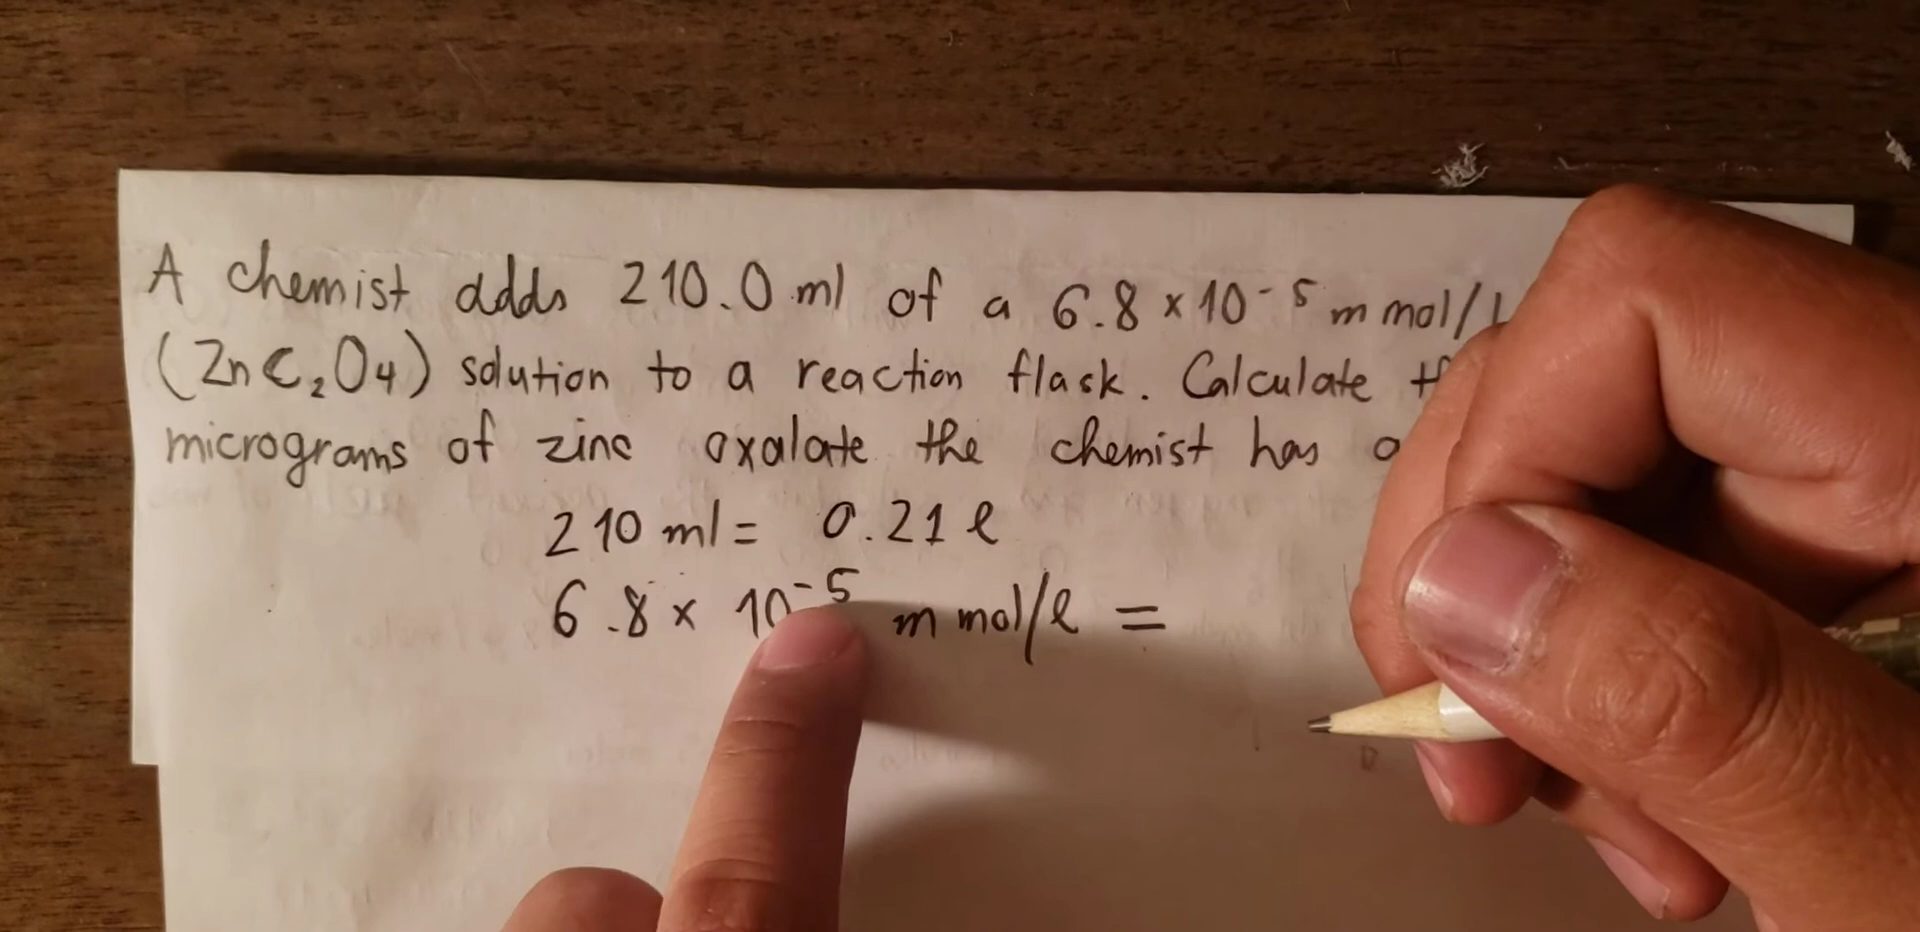 A chemist adds 210.0 ml of a 6.8 × 10⁻⁵ m mol/L
(ZnC₂O₄) solution to a reaction flask. Calculate
micrograms of zinc oxalate the chemist has
210 ml = 0.21 l
6.8 × 10⁻⁵ m mol/l =